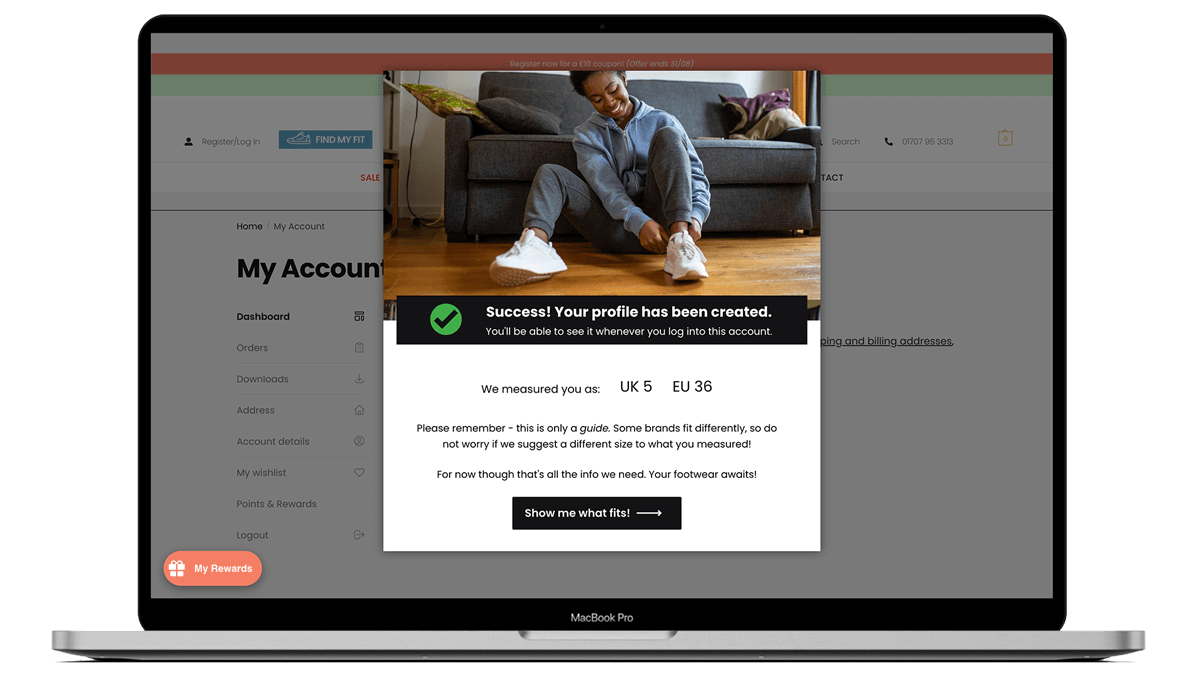 Register now for a £10 coupon! (Offer ends 31/08)
Register/Log in
FIND MY FIT
Search
01707 95 3313
0
SALE
TACT
Home / My Account
My Account
Dashboard
Orders
Downloads
Address
Account details
My wishlist
Points & Rewards
Logout
My Rewards
ping and billing addresses,
Success! Your profile has been created.
You'll be able to see it whenever you log into this account.
We measured you as: UK 5 EU 36
Please remember - this is only a guide. Some brands fit differently, so do
not worry if we suggest a different size to what you measured!
For now though that's all the info we need. Your footwear awaits!
Show me what fits!
MacBook Pro